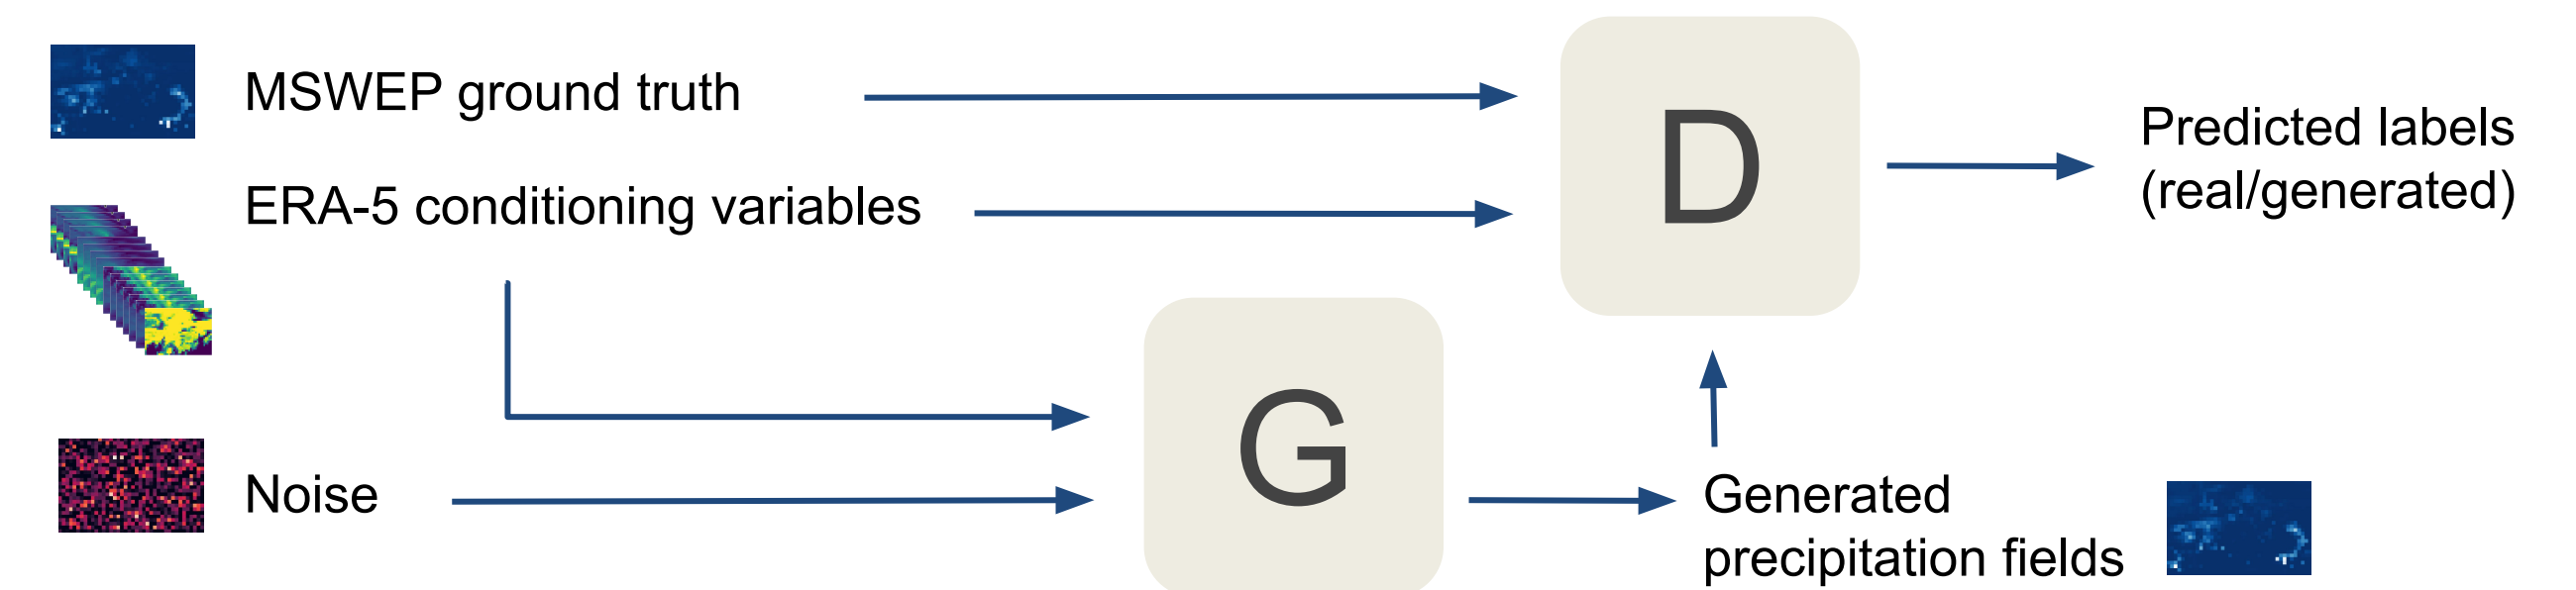 MSWEP ground truth
ERA-5 conditioning variables
Noise
G
D
Predicted labels
(real/generated)
Generated
precipitation fields